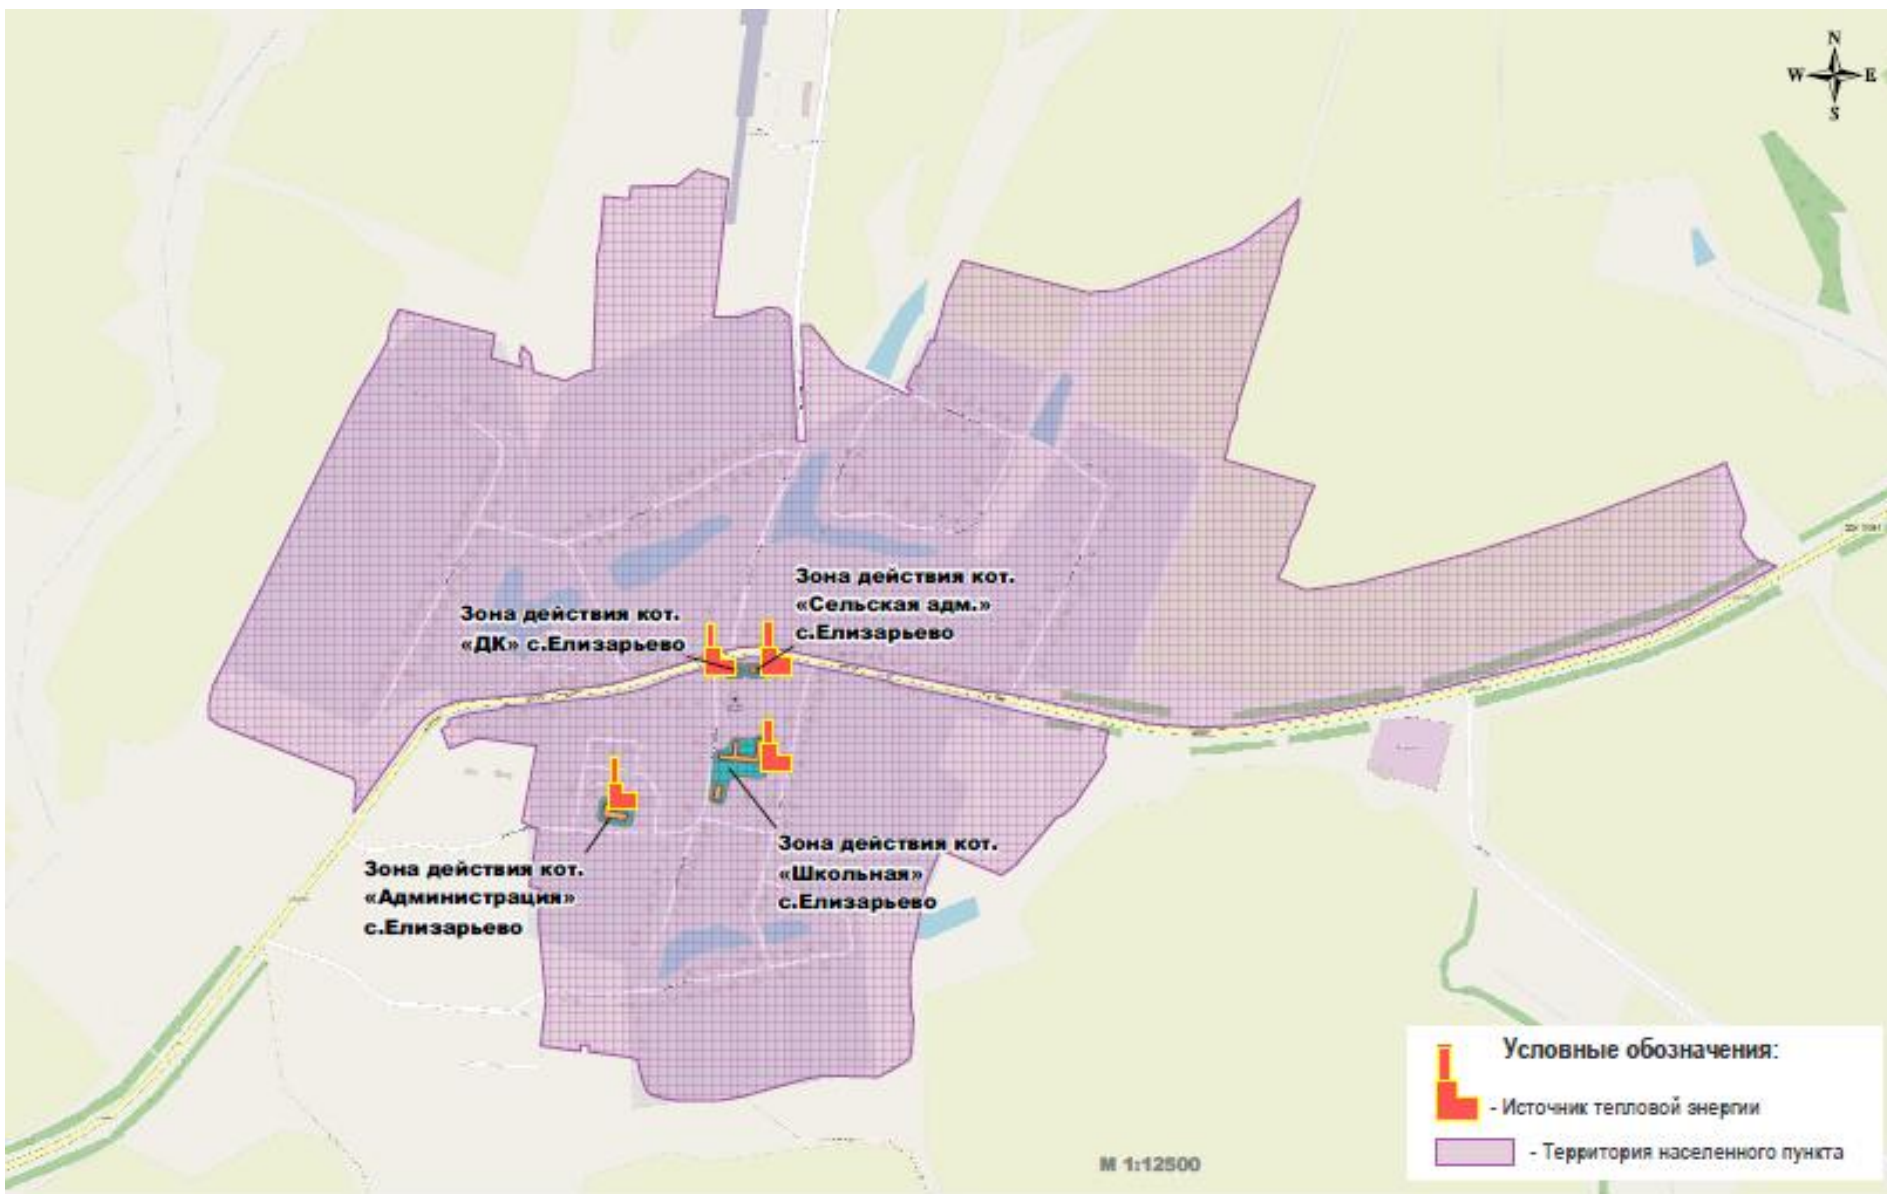 N
W E
S
Зона действия кот.
«Сельская адм.»
с.Елизарьево
Зона действия кот.
«ДК» с.Елизарьево
Зона действия кот.
«Школьная»
с.Елизарьево
Зона действия кот.
«Администрация»
с.Елизарьево
Условные обозначения:
- Источник тепловой энергии
- Территория населенного пункта
М 1:12500